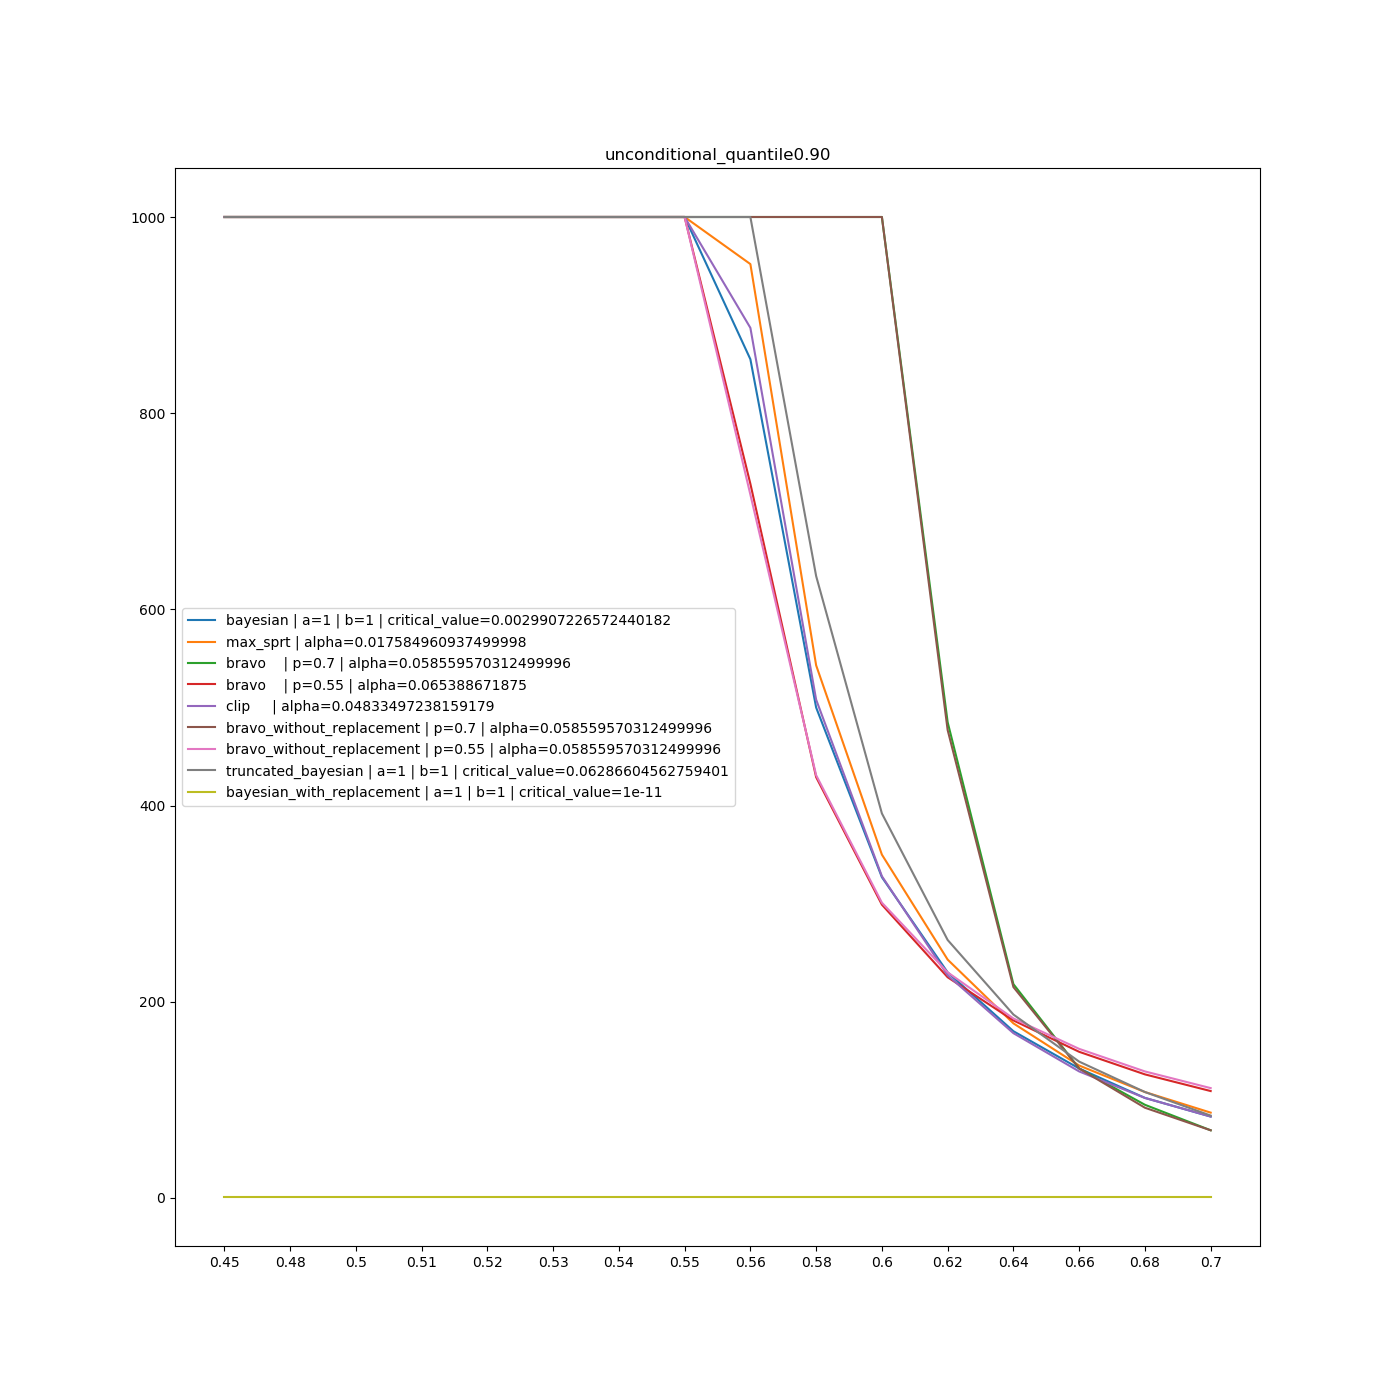 unconditional_quantile0.90
1000
800
600
400
200
0
bayesian | a=1 | b=1 | critical_value=0.0029907226572440182
max_sprt | alpha=0.017584960937499998
bravo    | p=0.7 | alpha=0.058559570312499996
bravo    | p=0.55 | alpha=0.065388671875
clip     | alpha=0.04833497238159179
bravo_without_replacement | p=0.7 | alpha=0.058559570312499996
bravo_without_replacement | p=0.55 | alpha=0.058559570312499996
truncated_bayesian | a=1 | b=1 | critical_value=0.06286604562759401
bayesian_with_replacement | a=1 | b=1 | critical_value=1e-11
0.45 0.48 0.5 0.51 0.52 0.53 0.54 0.55 0.56 0.58 0.6 0.62 0.64 0.66 0.68 0.7